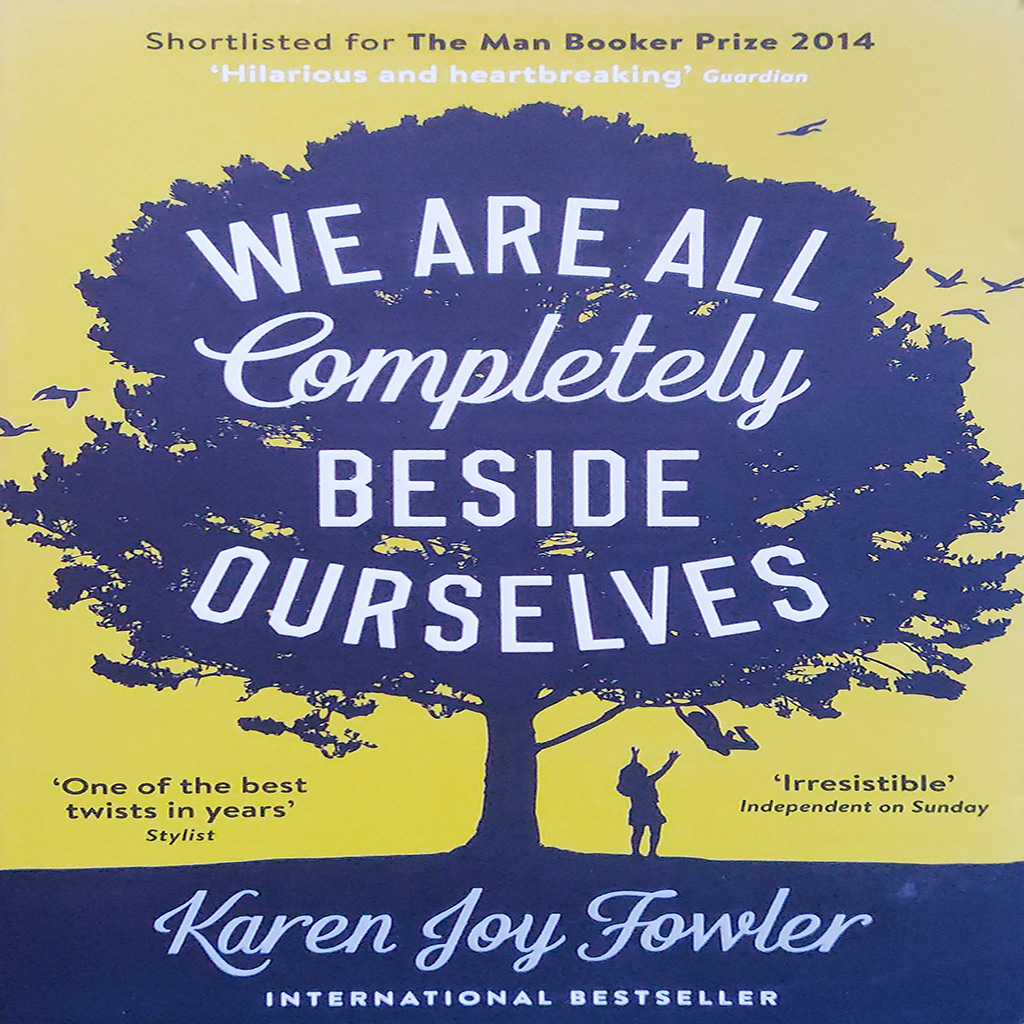 Shortlisted for The Man Booker Prize 2014
‘Hilarious and heartbreaking’ Guardian
WE ARE ALL
Completely
BESIDE
OURSELVES
‘One of the best
twists in years’
Stylist
‘Irresistible’
Independent on Sunday
Karen Joy Fowler
INTERNATIONAL BESTSELLER